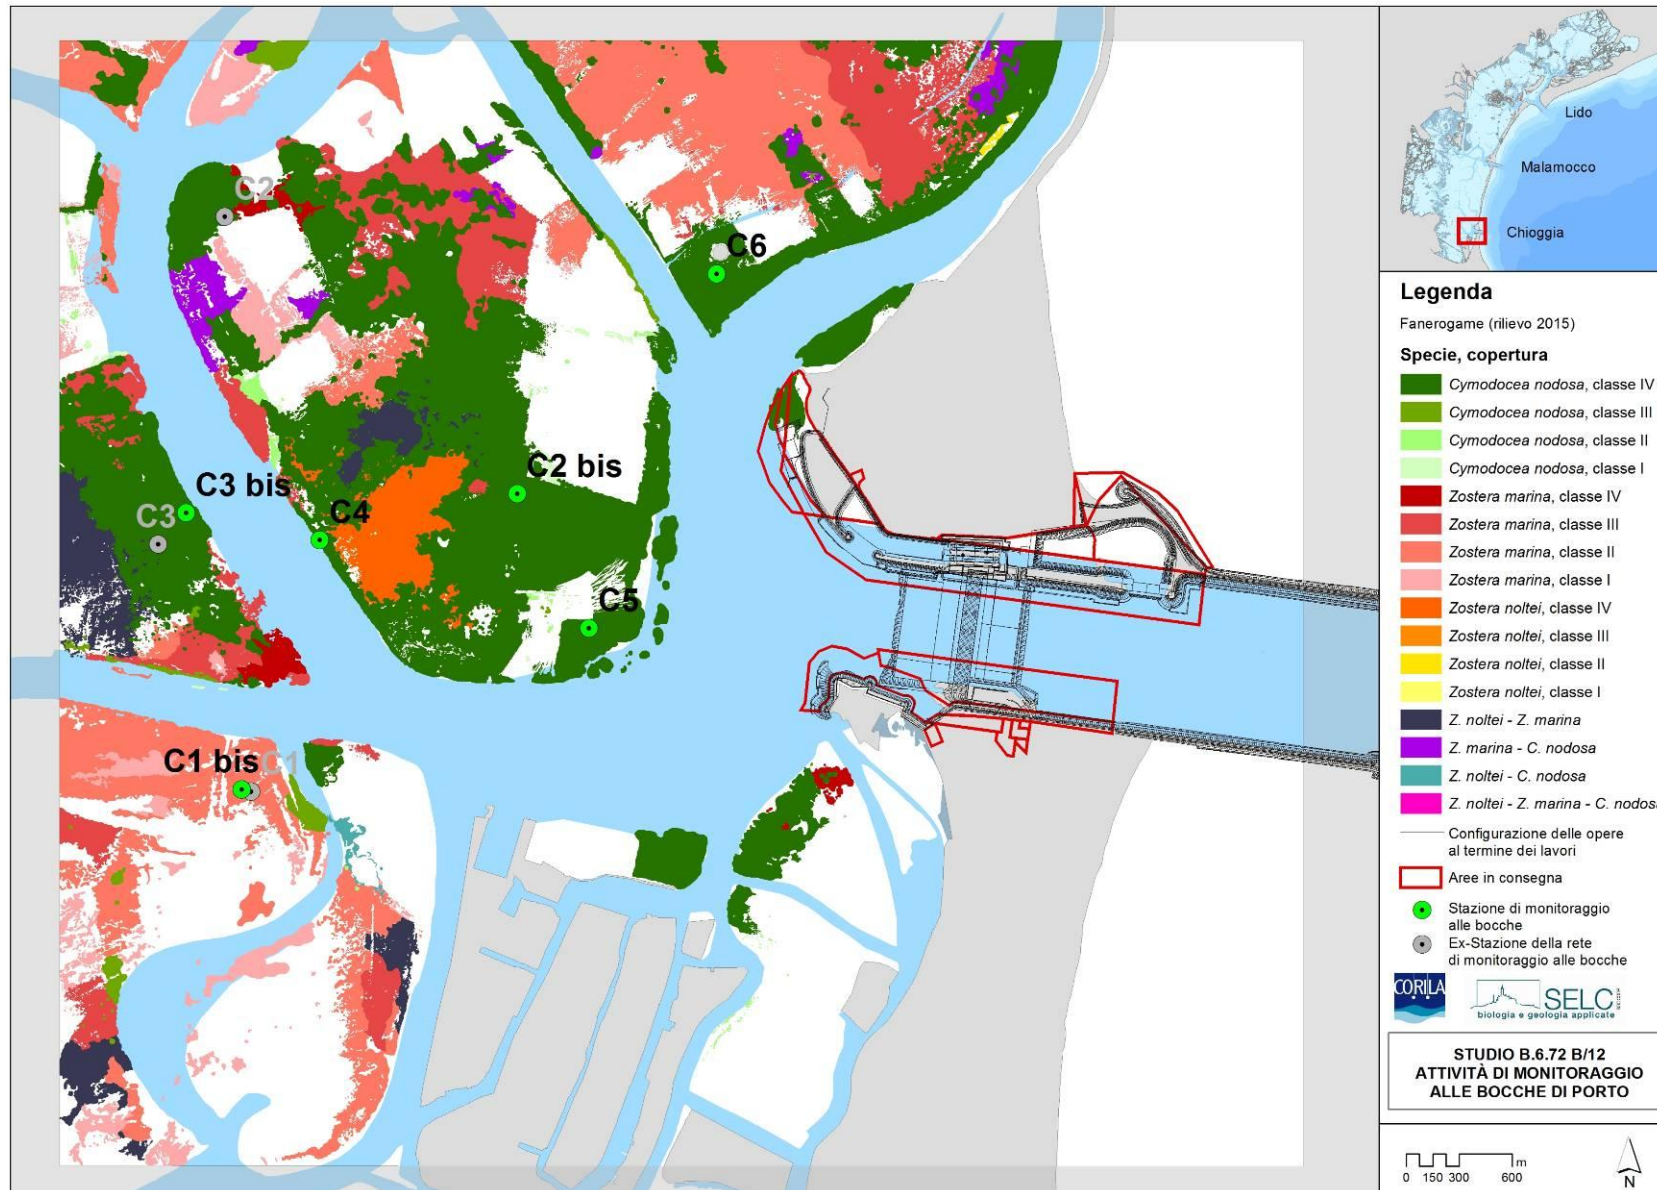 C2
C6
C3 bis
C2 bis
C4
C3
C5
C1 bis
C1
Lido
Malamocco
Chioggia
Legenda
Fanerogame (rilievo 2015)
Specie, copertura
Cymodocea nodosa, classe IV
Cymodocea nodosa, classe III
Cymodocea nodosa, classe II
Cymodocea nodosa, classe I
Zostera marina, classe IV
Zostera marina, classe III
Zostera marina, classe II
Zostera marina, classe I
Zostera noltei, classe IV
Zostera noltei, classe III
Zostera noltei, classe II
Zostera noltei, classe I
Z. noltei - Z. marina
Z. marina - C. nodosa
Z. noltei - C. nodosa
Z. noltei - Z. marina - C. nodosa
Configurazione delle opere
al termine dei lavori
Aree in consegna
Stazione di monitoraggio
alle bocche
Ex-Stazione della rete
di monitoraggio alle bocche
CORILA
SELC
biologia e geologia applicate
STUDIO B.6.72 B/12
ATTIVITÀ DI MONITORAGGIO
ALLE BOCCHE DI PORTO
m
0 150 300 600
N